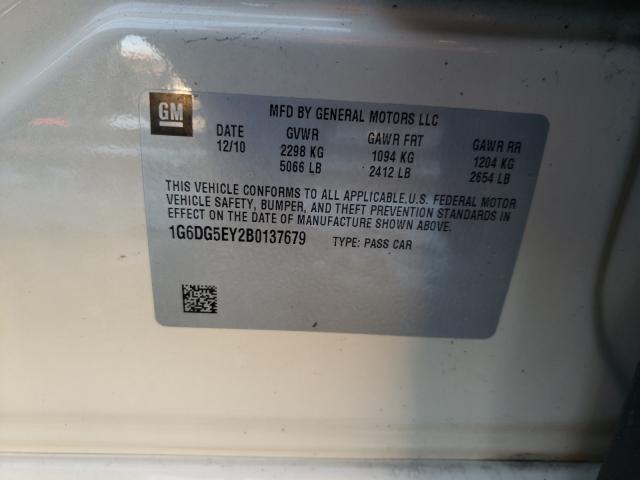 GM
MFD BY GENERAL MOTORS LLC
DATE GVWR GAWR FRT GAWR RR
12/10 2298 KG 1094 KG 1204 KG
5066 LB 2412 LB 2654 LB
THIS VEHICLE CONFORMS TO ALL APPLICABLE U.S. FEDERAL MOTOR
VEHICLE SAFETY, BUMPER, AND THEFT PREVENTION STANDARDS IN
EFFECT ON THE DATE OF MANUFACTURE SHOWN ABOVE.
1G6DG5EY2B0137679 TYPE: PASS CAR